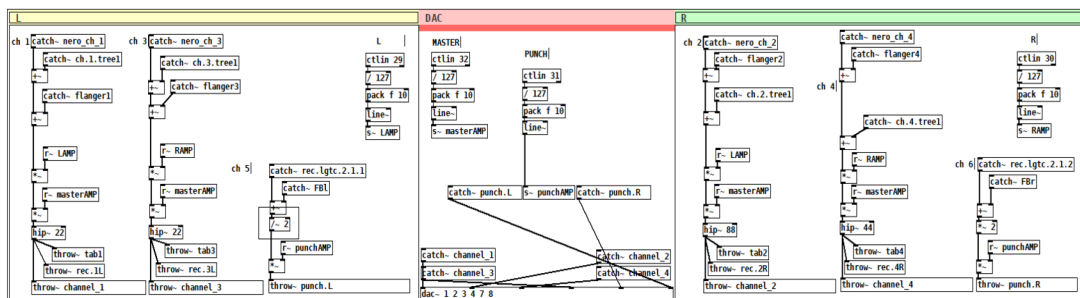 L
DAC
R
ch 1
catch~ nero_ch_1
catch~ ch.1.tree1
+~
catch~ flanger1
+~
r~ LAMP
*~
r~ masterAMP
*~
hip~ 22
throw~ tab1
throw~ rec.1L
throw~ channel_1
ch 3
catch~ nero_ch_3
catch~ ch.3.tree1
+~
catch~ flanger3
+~
r~ RAMP
*~
r~ masterAMP
*~
hip~ 22
throw~ tab3
throw~ rec.3L
throw~ channel_3
L
ctlin 29
/ 127
pack f 10
line~
s~ LAMP
ch 5
catch~ rec.lgtc.2.1.1
catch~ FBl
+~
/~ 2
r~ punchAMP
*~
throw~ punch.L
MASTER
ctlin 32
/ 127
pack f 10
line~
s~ masterAMP
PUNCH
ctlin 31
/ 127
pack f 10
line~
catch~ punch.L
s~ punchAMP
catch~ punch.R
catch~ channel_1
catch~ channel_2
catch~ channel_3
catch~ channel_4
dac~ 1 2 3 4 7 8
ch 2
catch~ nero_ch_2
catch~ flanger2
+~
catch~ ch.2.tree1
+~
r~ LAMP
*~
r~ masterAMP
*~
hip~ 88
throw~ tab2
throw~ rec.2R
throw~ channel_2
catch~ nero_ch_4
catch~ flanger4
+~
ch 4
catch~ ch.4.tree1
+~
r~ RAMP
*~
r~ masterAMP
*~
hip~ 44
throw~ tab4
throw~ rec.4R
throw~ channel_4
R
ctlin 30
/ 127
pack f 10
line~
s~ RAMP
ch 6
catch~ rec.lgtc.2.1.2
catch~ FBr
+~
*~ 2
r~ punchAMP
*~
throw~ punch.R